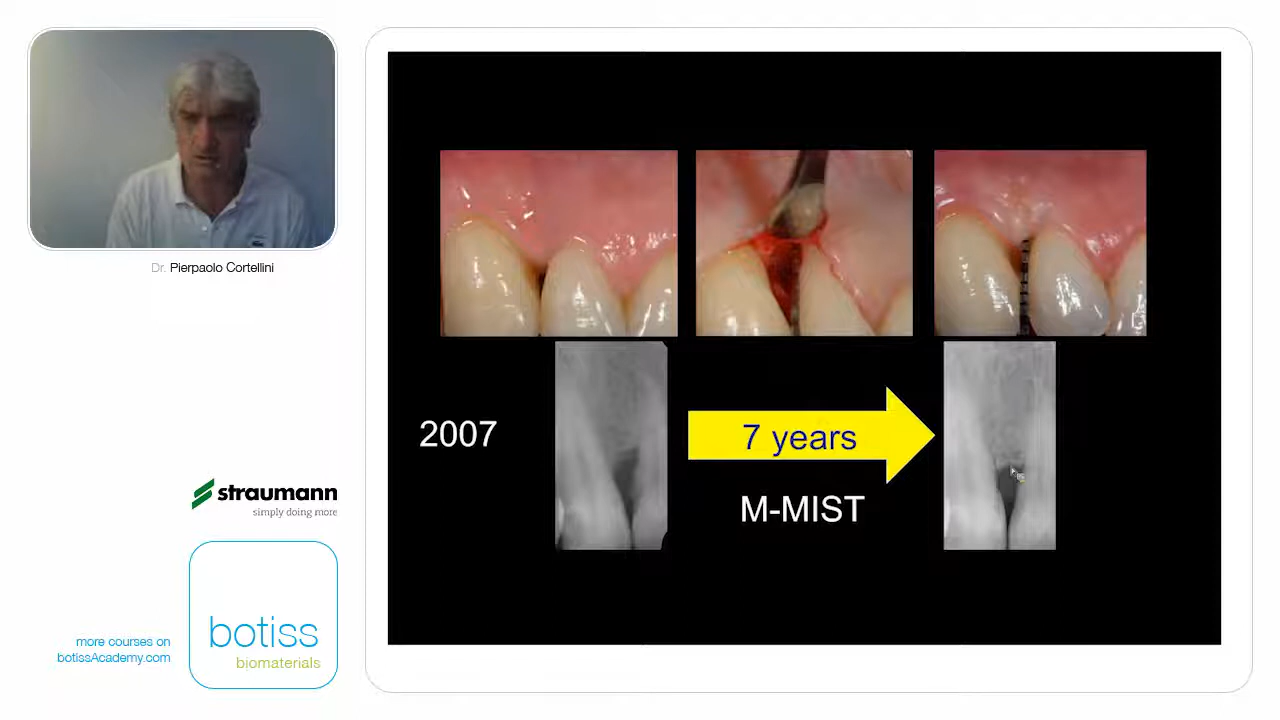 Dr. Pierpaolo Cortellini
straumann
simply doing more
more courses on
botissAcademy.com
botiss
biomaterials
2007
7 years
M-MIST